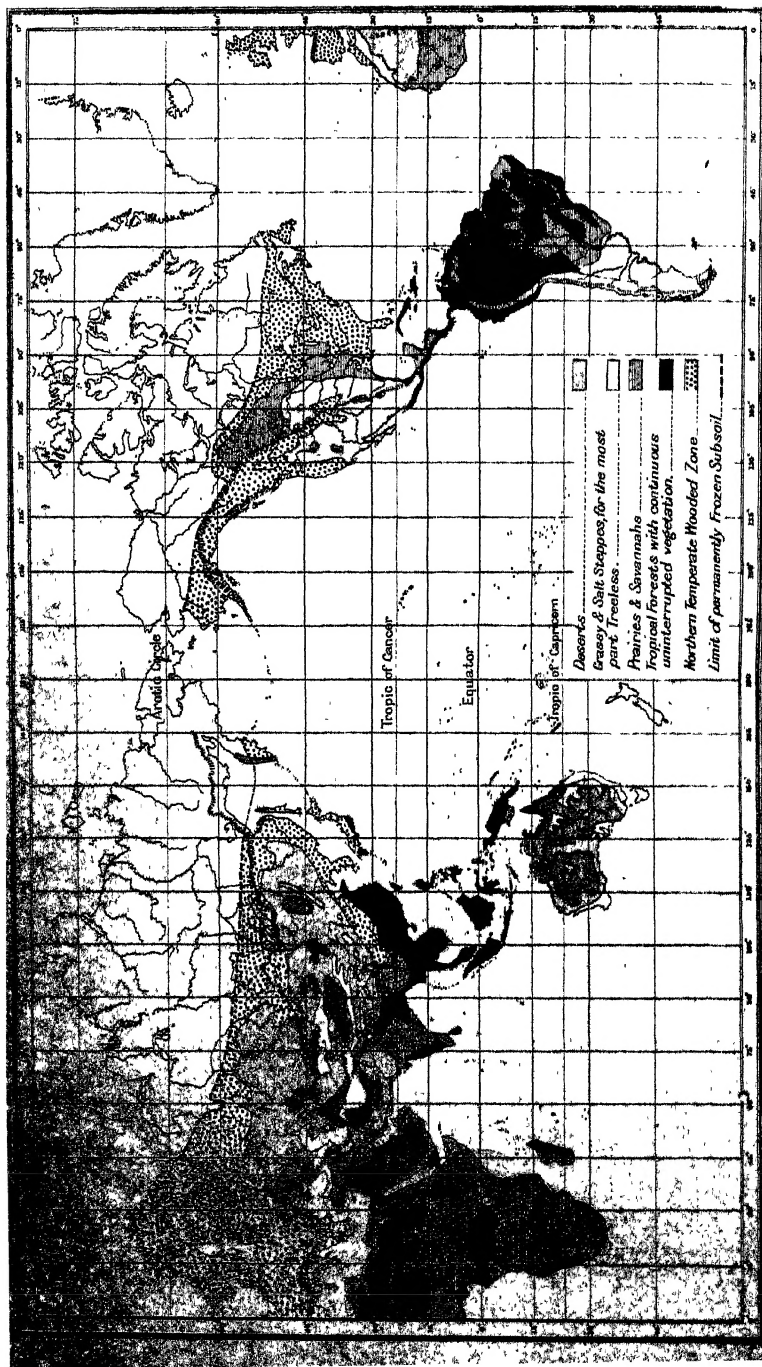 Arctic Circle
Tropic of Cancer
Equator
Tropic of Capricorn
Deserts
Grassy & Salt Steppes, for the most
part Treeless.
Prairies & Savannahs
Tropical Forests with continuous
uninterrupted vegetation.
Northern Temperate Wooded Zone
Limit of permanently Frozen Subsoil